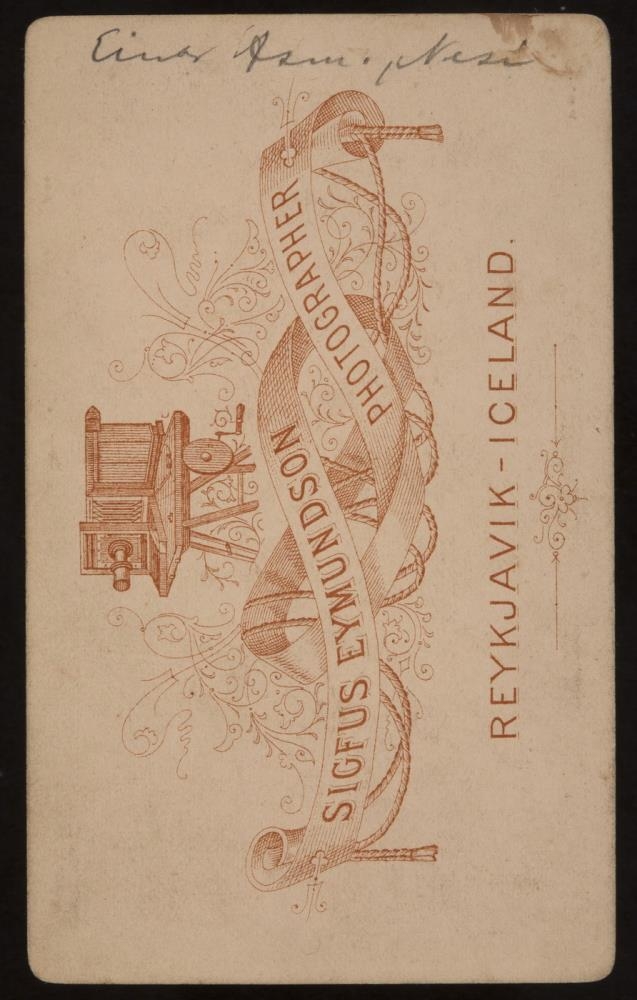 Einar Ásm., Nesi
SIGFUS EYMUNDSON
PHOTOGRAPHER
REYKJAVIK-ICELAND.